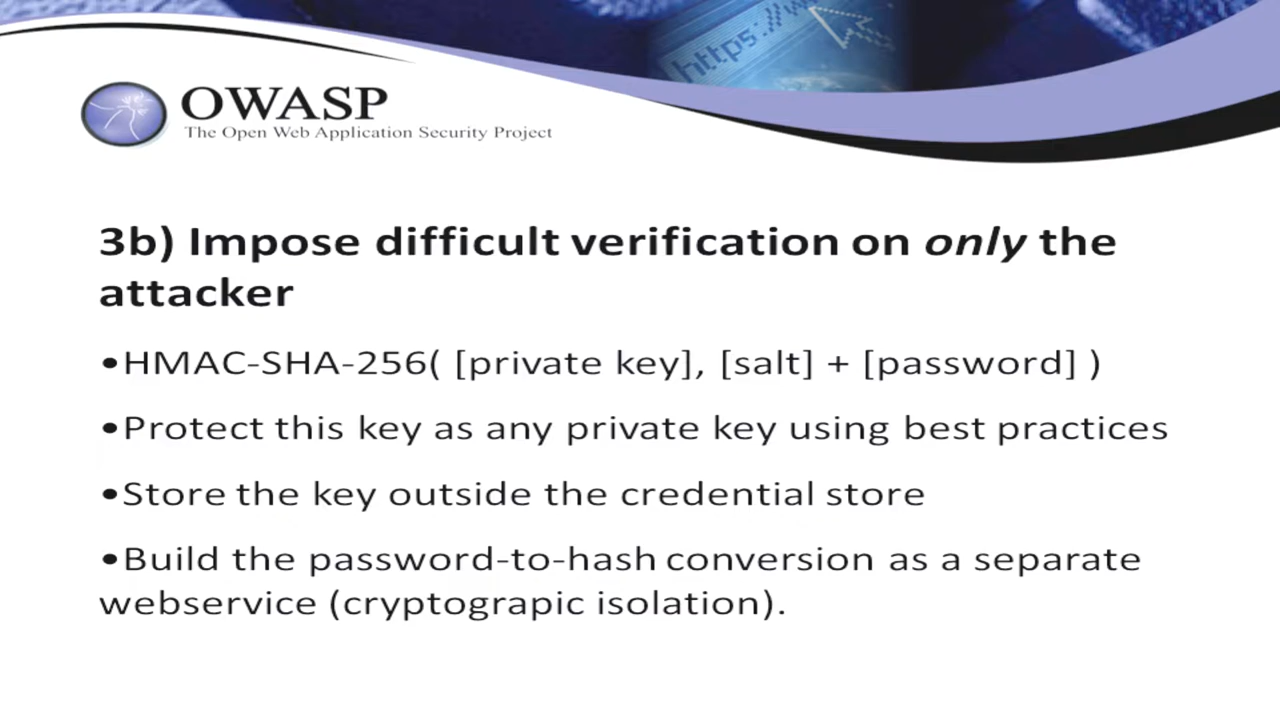 https://w
OWASP
The Open Web Application Security Project
3b) Impose difficult verification on only the
attacker
•HMAC-SHA-256( [private key], [salt] + [password] )
•Protect this key as any private key using best practices
•Store the key outside the credential store
•Build the password-to-hash conversion as a separate
webservice (cryptograpic isolation).